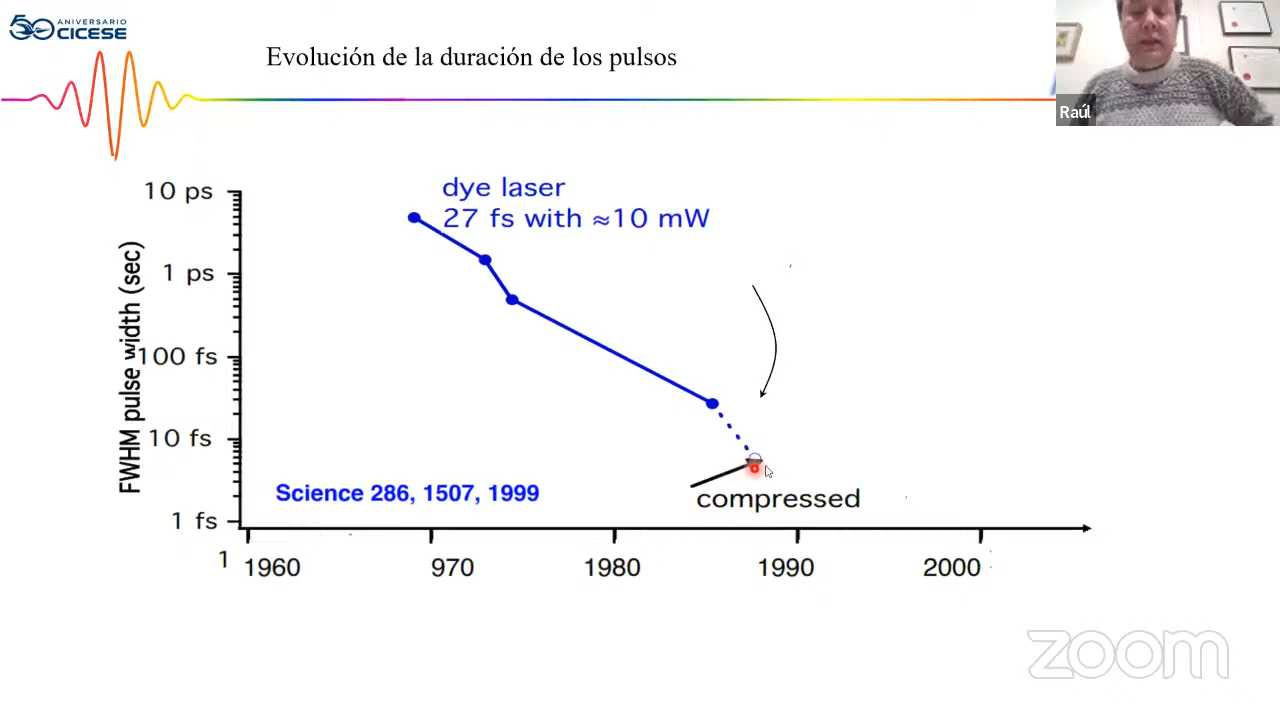 50 ANIVERSARIO
CICESE
Evolución de la duración de los pulsos
Raúl
dye laser
27 fs with ≈10 mW
FWHM pulse width (sec)
10 ps
1 ps
100 fs
10 fs
1 fs
compressed
Science 286, 1507, 1999
1
1960
970
1980
1990
2000
zoom